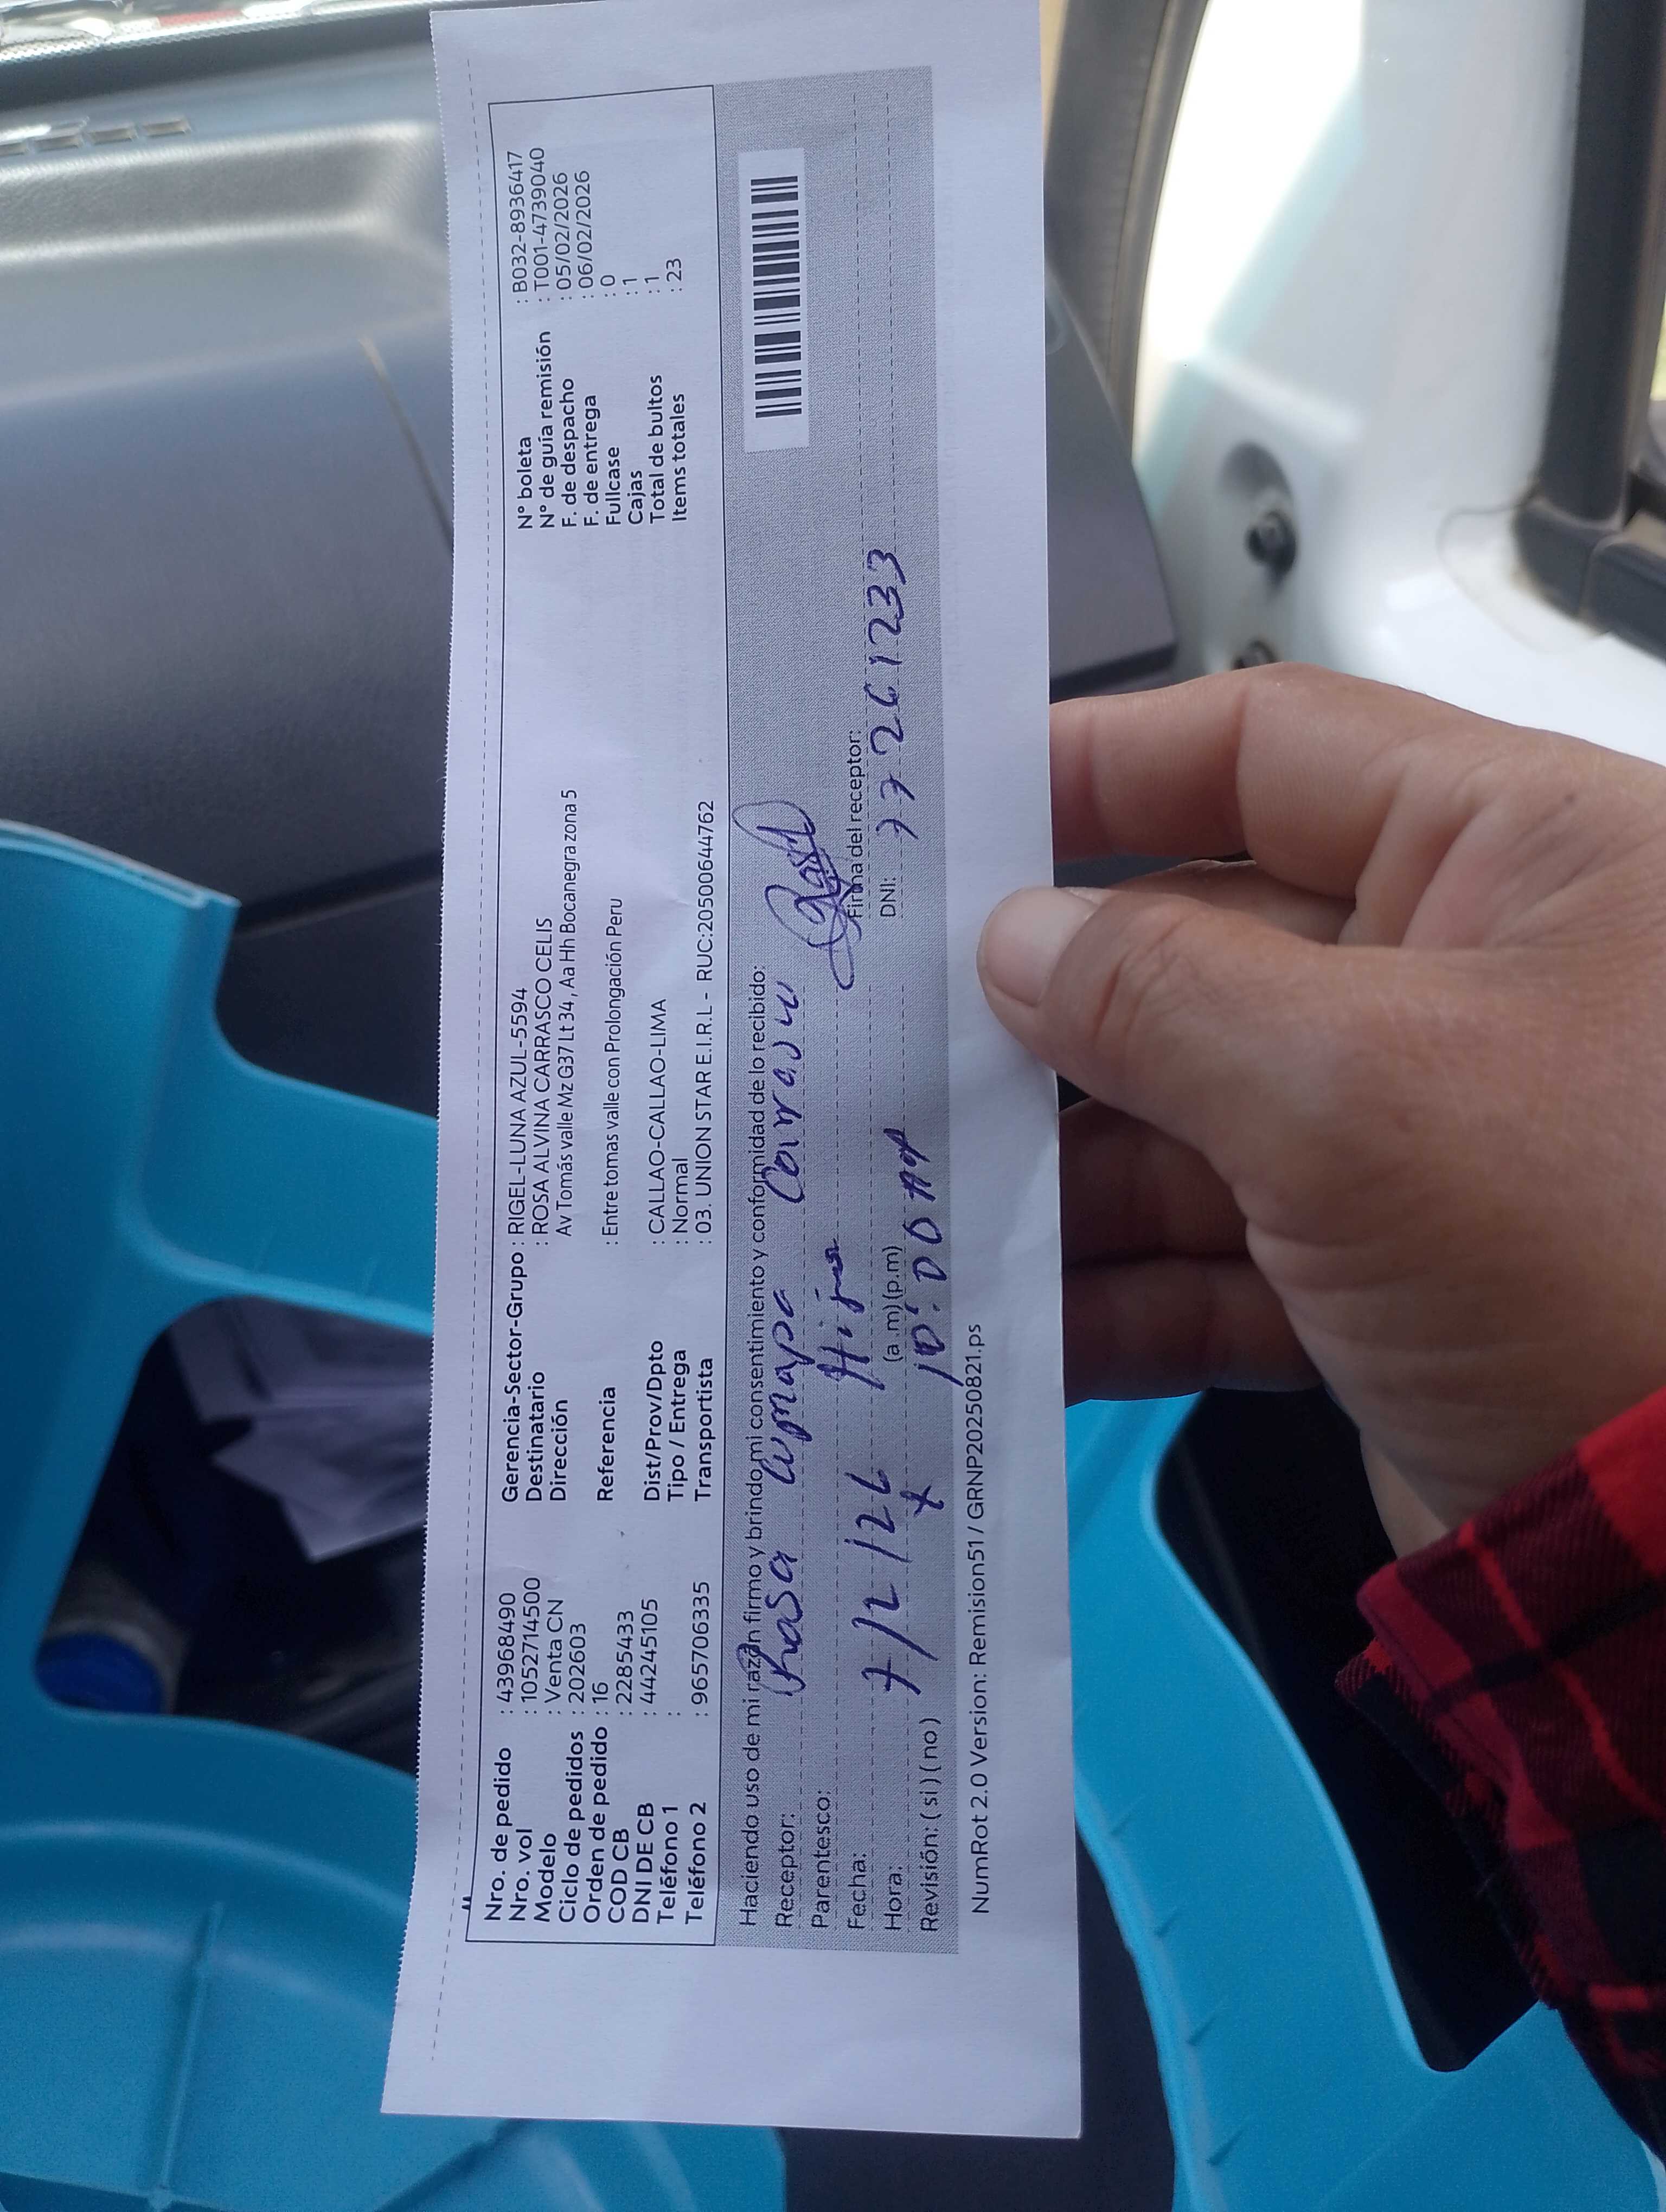 Nro. de pedido : 43968490
Nro. vol : 1052714500
Modelo : Venta CN
Ciclo de pedidos : 202603
Orden de pedido : 16
COD CB : 2285433
DNI DE CB : 44245105
Teléfono 1 :
Teléfono 2 : 965706335
Gerencia-Sector-Grupo : RIGEL-LUNA AZUL-5594
Destinatario : ROSA ALVINA CARRASCO CELIS
Dirección Av Tomás valle Mz G37 Lt 34, Aa Hh Bocanegra zona 5
Referencia : Entre tomas valle con Prolongación Peru
Dist/Prov/Dpto : CALLAO-CALLAO-LIMA
Tipo / Entrega : Normal
Transportista : 03. UNION STAR E.I.R.L - RUC:20500644762
N° boleta : B032-8936417
N° de guía remisión : T001-4739040
F. de despacho : 05/02/2026
F. de entrega : 06/02/2026
Fullcase : 0
Cajas : 1
Total de bultos : 1
Items totales : 23
Haciendo uso de mi razón firmo y brindo mi consentimiento y conformidad de lo recibido:
Receptor: Rosa
Parentesco: Hija
Fecha: 7/2/26
Firma del receptor:
Hora: (a.m) (p.m) 10:00
DNI: 77261233
Revisión: ( si ) ( no )
NumRot 2.0 Version: Remision51 / GRNP20250821.ps